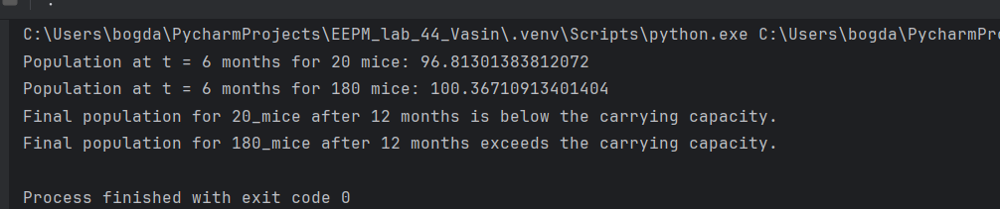 C:\Users\bogda\PycharmProjects\EEPM_lab_44_Vasin\.venv\Scripts\python.exe C:\Users\bogda\PycharmPro
Population at t = 6 months for 20 mice: 96.81301383812072
Population at t = 6 months for 180 mice: 100.36710913401404
Final population for 20_mice after 12 months is below the carrying capacity.
Final population for 180_mice after 12 months exceeds the carrying capacity.
Process finished with exit code 0